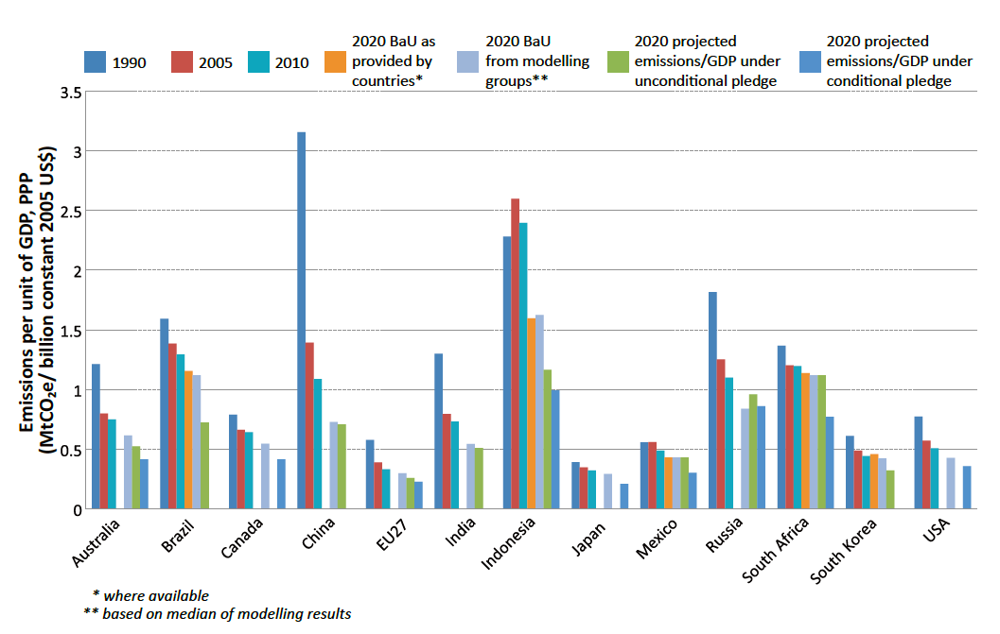 1990
2005
2010
2020 BaU as
provided by
countries*
2020 BaU
from modelling
groups**
2020 projected
emissions/GDP under
unconditional pledge
2020 projected
emissions/GDP under
conditional pledge
Emissions per unit of GDP, PPP
(MtCO₂e/ billion constant 2005 US$)
3.5
3
2.5
2
1.5
1
0.5
0
Australia
Brazil
Canada
China
EU27
India
Indonesia
Japan
Mexico
Russia
South Africa
South Korea
USA
* where available
** based on median of modelling results